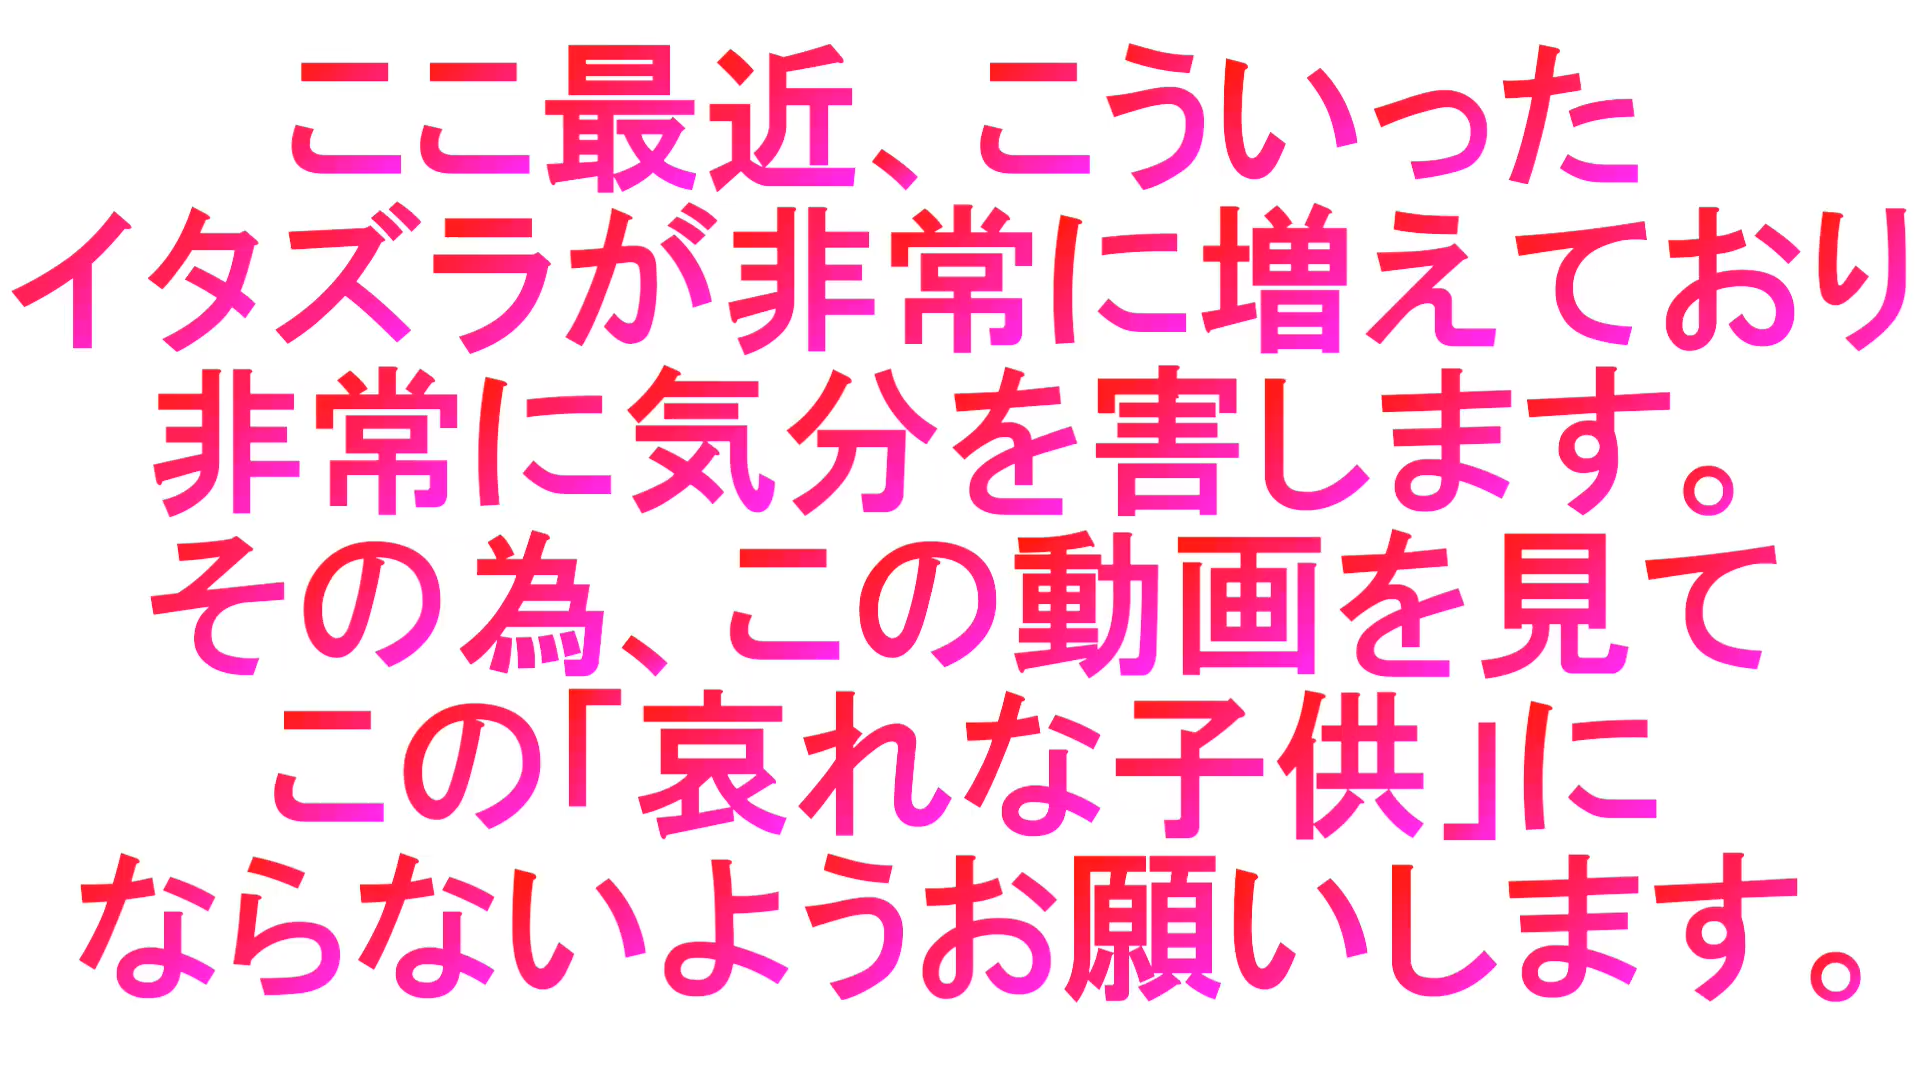 ここ最近、こういった
イタズラが非常に増えており
非常に気分を害します。
その為、この動画を見て
この「哀れな子供」に
ならないようお願いします。